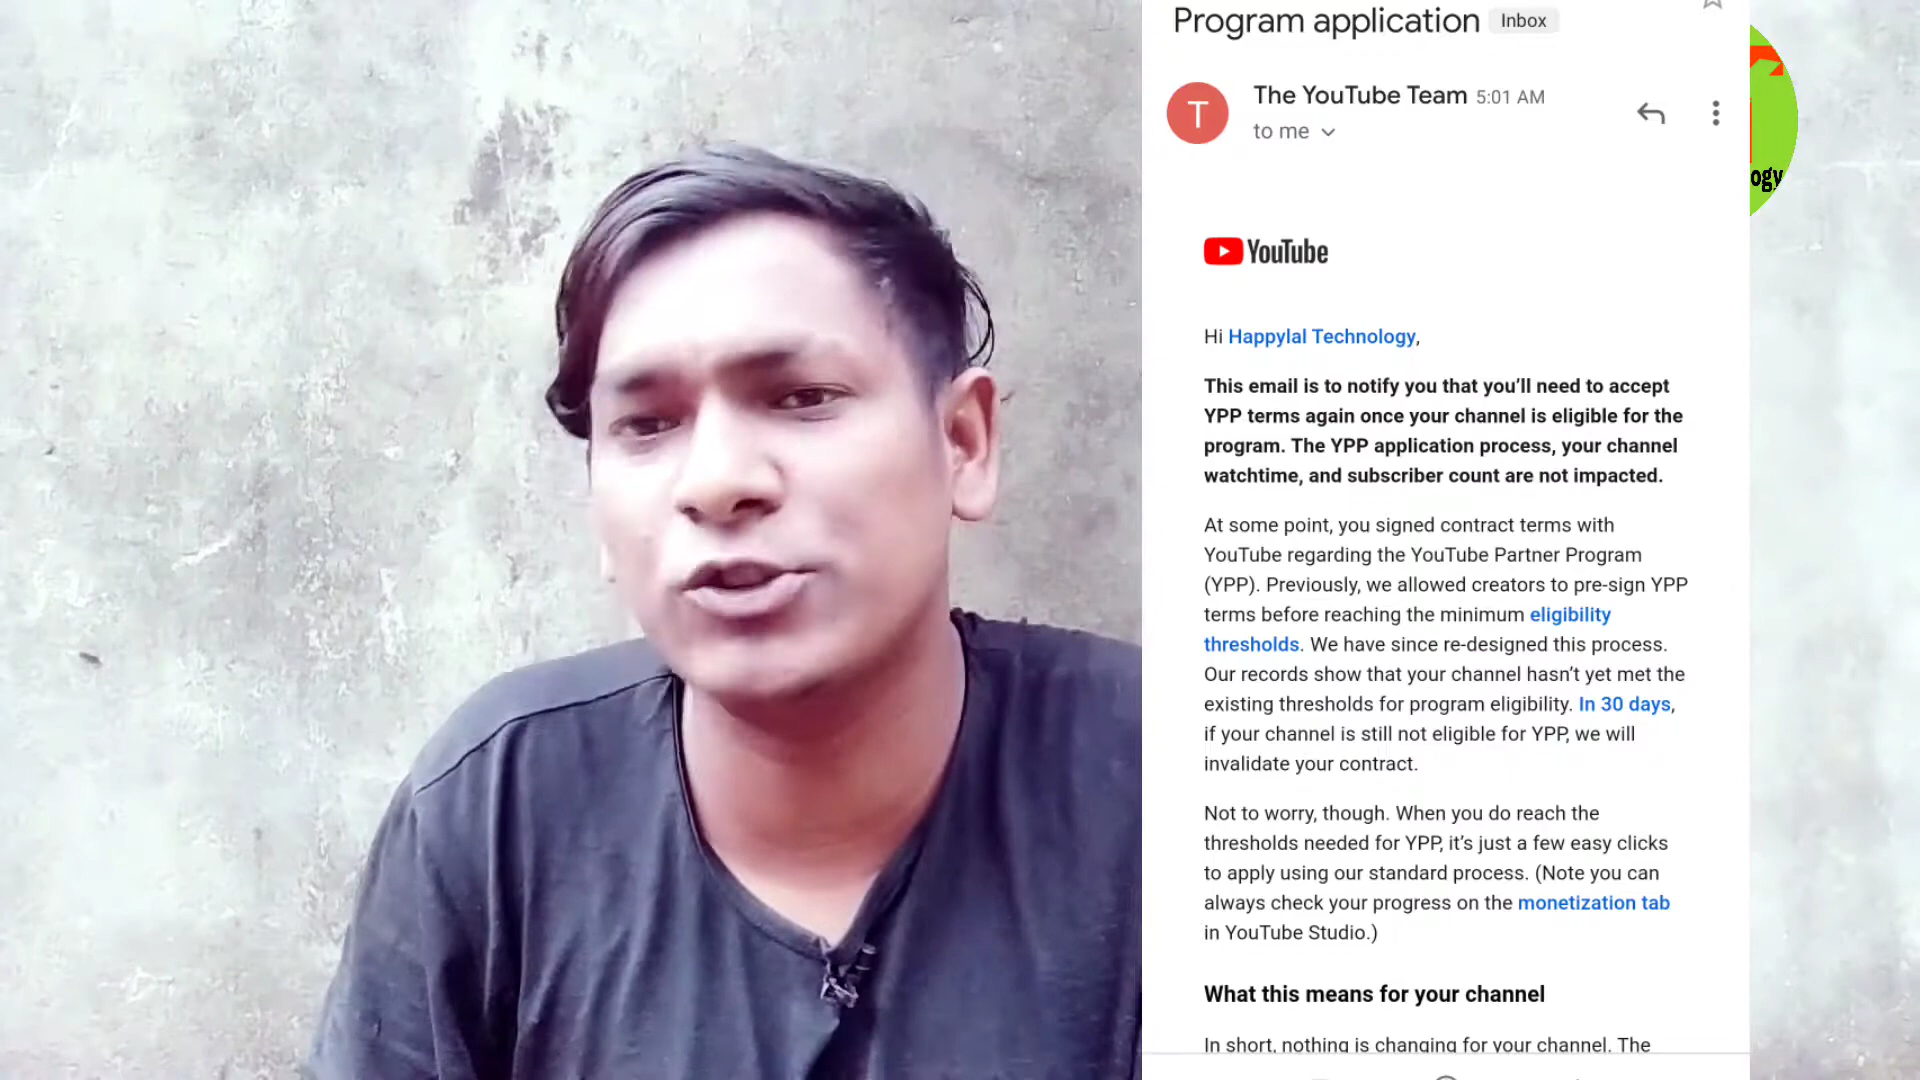 Program application Inbox
The YouTube Team 5:01 AM
to me
T
ogy
YouTube
Hi Happylal Technology,
This email is to notify you that you’ll need to accept
YPP terms again once your channel is eligible for the
program. The YPP application process, your channel
watchtime, and subscriber count are not impacted.
At some point, you signed contract terms with
YouTube regarding the YouTube Partner Program
(YPP). Previously, we allowed creators to pre-sign YPP
terms before reaching the minimum eligibility
thresholds. We have since re-designed this process.
Our records show that your channel hasn’t yet met the
existing thresholds for program eligibility. In 30 days,
if your channel is still not eligible for YPP, we will
invalidate your contract.
Not to worry, though. When you do reach the
thresholds needed for YPP, it’s just a few easy clicks
to apply using our standard process. (Note you can
always check your progress on the monetization tab
in YouTube Studio.)
What this means for your channel
In short, nothing is changing for your channel. The